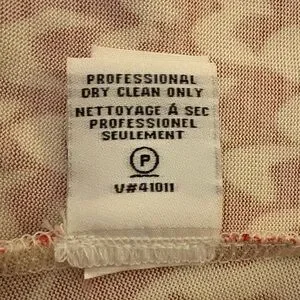 PROFESSIONAL
DRY CLEAN ONLY
NETTOYAGE Á SEC
PROFESSIONEL
SEULEMENT
P
V#41011